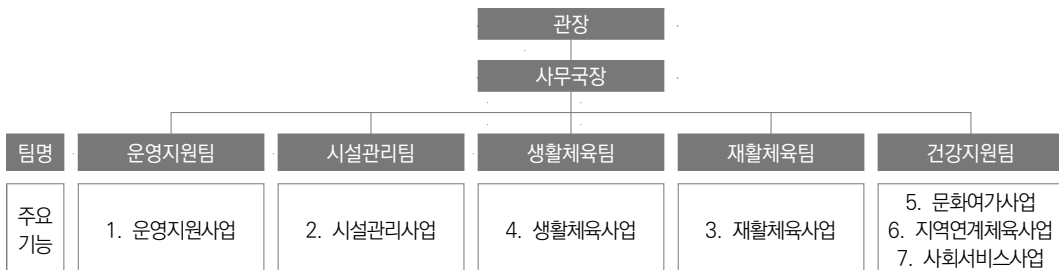 관장
사무국장
팀명 운영지원팀 시설관리팀 생활체육팀 재활체육팀 건강지원팀
주요
기능
1. 운영지원사업 2. 시설관리사업 4. 생활체육사업 3. 재활체육사업
5. 문화여가사업
6. 지역연계체육사업
7. 사회서비스사업